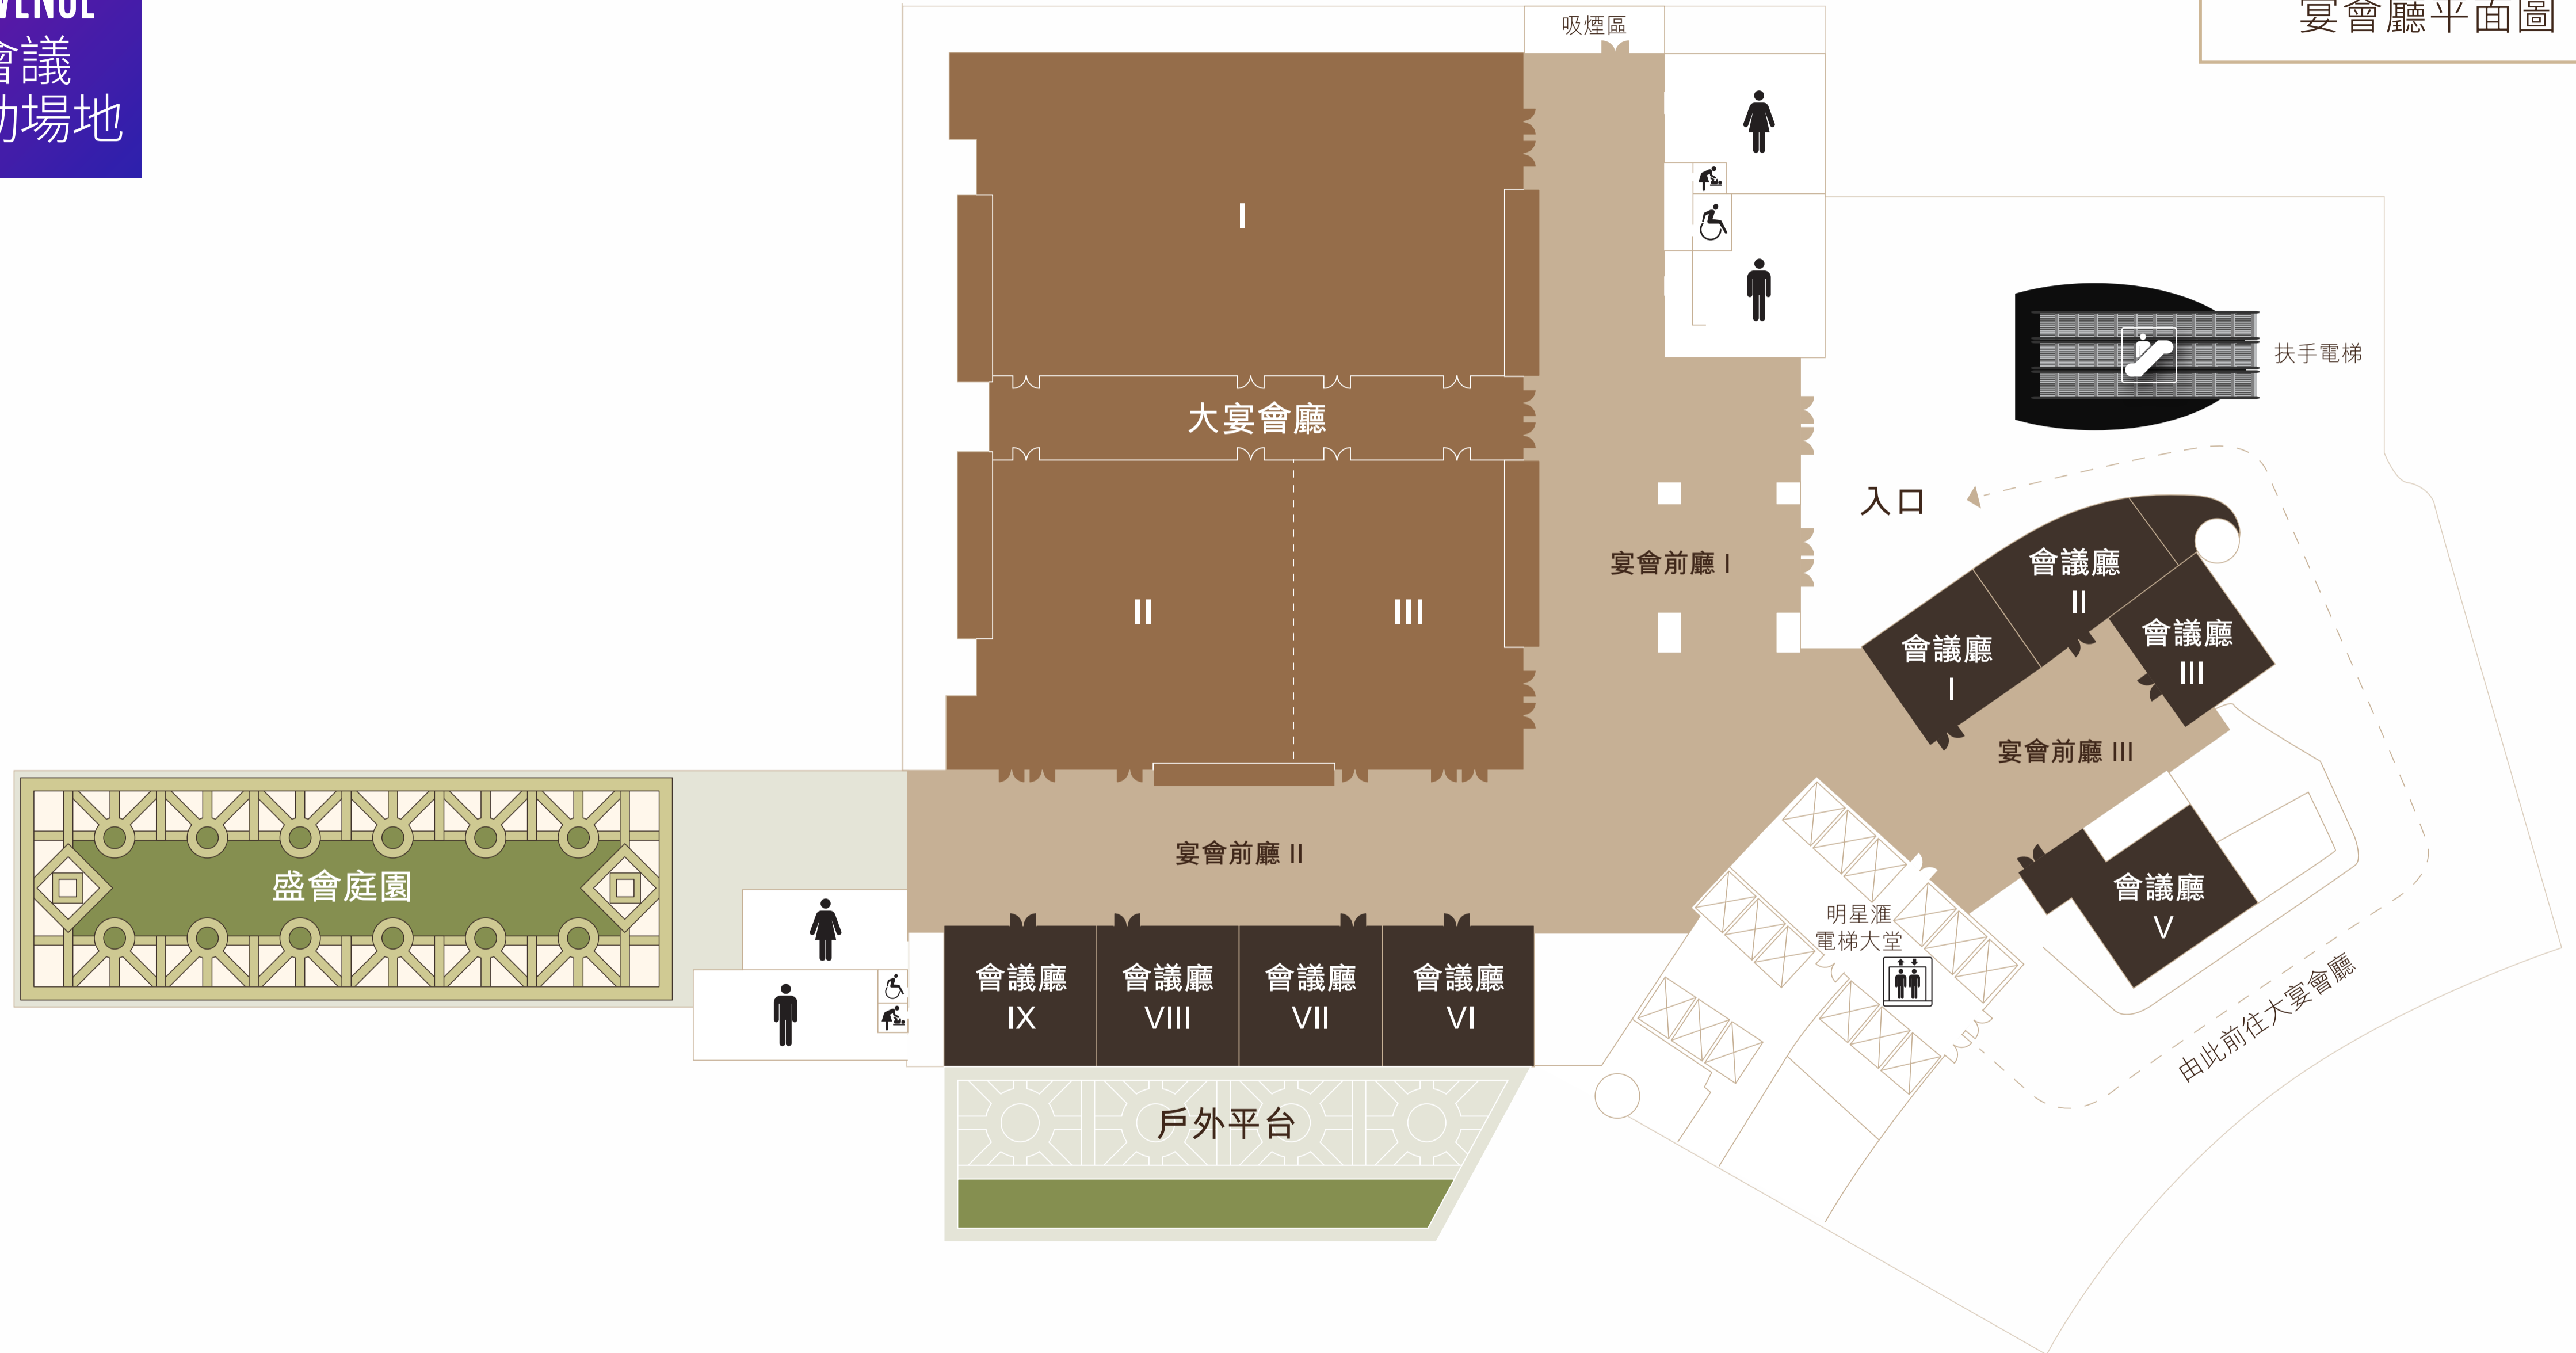 VENUE
會議
動場地
宴會廳平面圖
吸煙區
I
扶手電梯
大宴會廳
入口
宴會前廳 I
會議廳
II
會議廳
III
會議廳
I
II
III
宴會前廳 III
宴會前廳 II
盛會庭園
會議廳
V
明星滙
電梯大堂
會議廳
IX
會議廳
VIII
會議廳
VII
會議廳
VI
由此前往大宴會廳
戶外平台